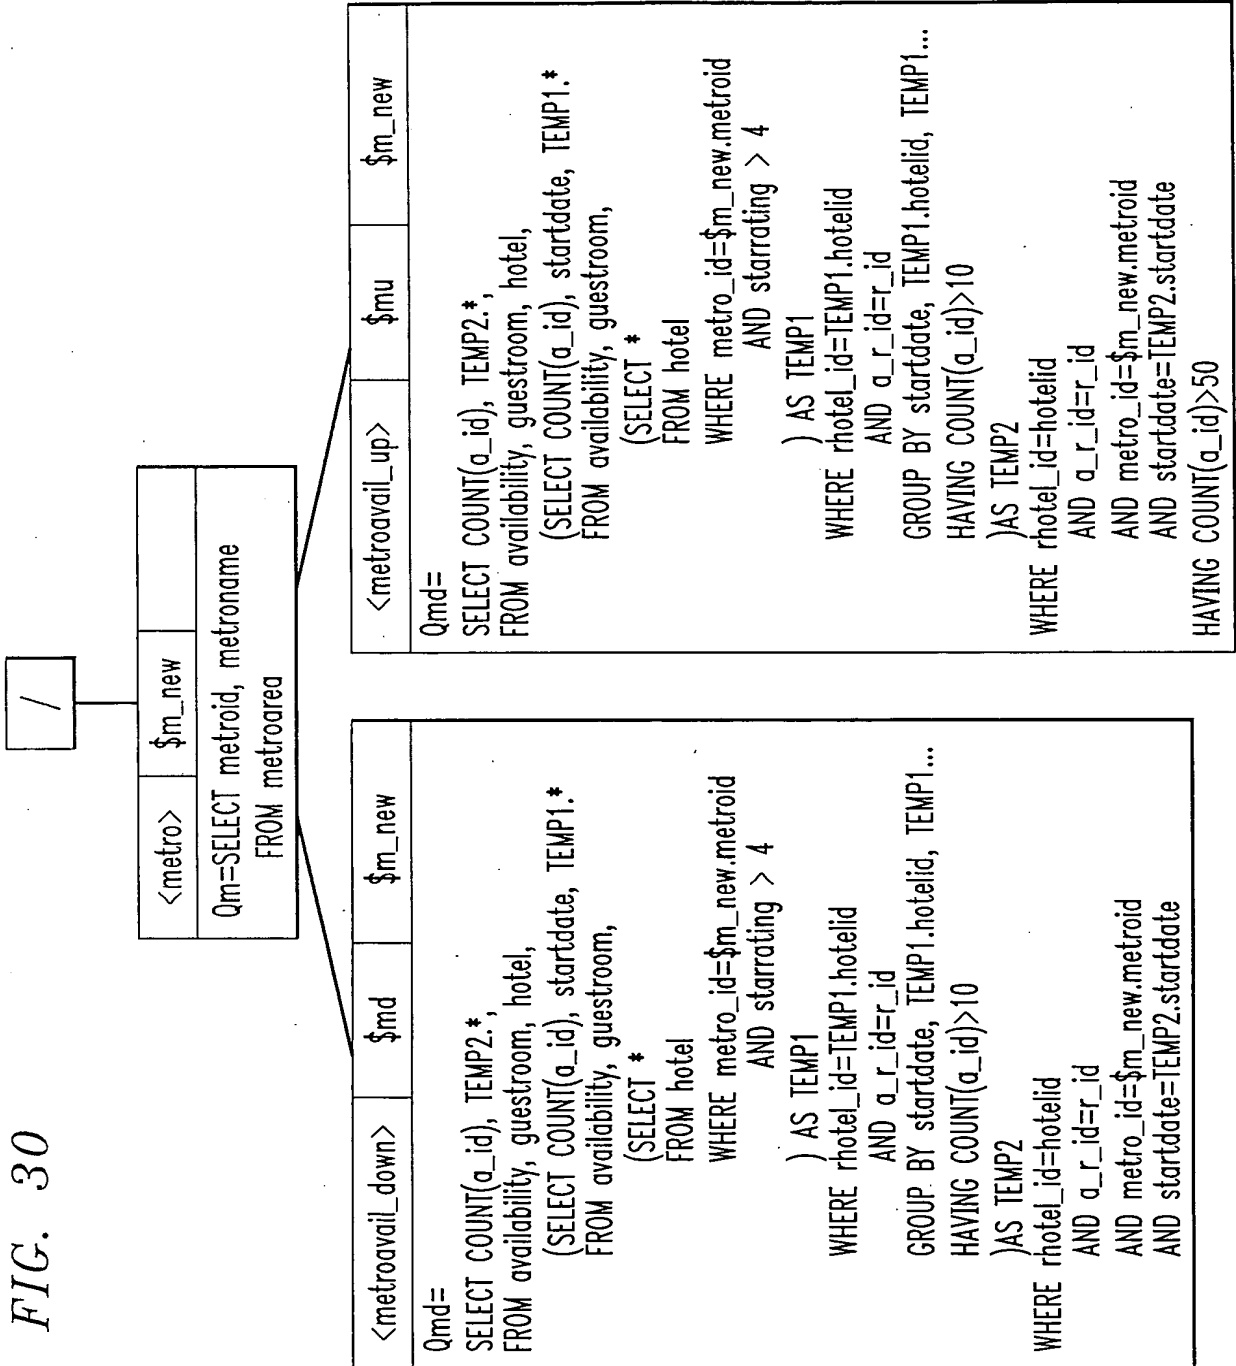 FIG. 30
/
<metro> $m_new
Qm=SELECT metroid, metroname
FROM metroarea
<metroavail_down> $md $m_new
Qmd=
SELECT COUNT(a_id), TEMP2.*,
FROM availability, guestroom, hotel,
(SELECT COUNT(a_id), startdate, TEMP1.*
FROM availability, guestroom,
(SELECT *
FROM hotel
WHERE metro_id=$m_new.metroid
AND starrating > 4
) AS TEMP1
WHERE rhotel_id=TEMP1.hotelid
AND a_r_id=r_id
GROUP BY startdate, TEMP1.hotelid, TEMP1...
HAVING COUNT(a_id)>10
)AS TEMP2
WHERE rhotel_id=hotelid
AND a_r_id=r_id
AND metro_id=$m_new.metroid
AND startdate=TEMP2.startdate
<metroavail_up> $mu $m_new
Qmd=
SELECT COUNT(a_id), TEMP2.*,
FROM availability, guestroom, hotel,
(SELECT COUNT(a_id), startdate, TEMP1.*
FROM availability, guestroom,
(SELECT *
FROM hotel
WHERE metro_id=$m_new.metroid
AND starrating > 4
) AS TEMP1
WHERE rhotel_id=TEMP1.hotelid
AND a_r_id=r_id
GROUP BY startdate, TEMP1.hotelid, TEMP1...
HAVING COUNT(a_id)>10
)AS TEMP2
WHERE rhotel_id=hotelid
AND a_r_id=r_id
AND metro_id=$m_new.metroid
AND startdate=TEMP2.startdate
HAVING COUNT(a_id)>50